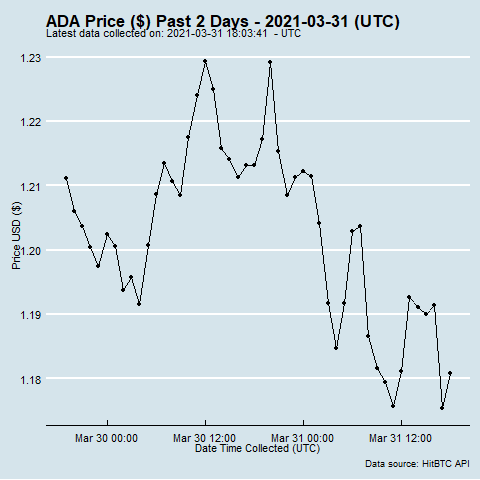 ADA Price ($) Past 2 Days - 2021-03-31 (UTC)
Latest data collected on: 2021-03-31 18:03:41  - UTC
1.23
1.22
1.21
1.20
1.19
1.18
Price USD ($)
Mar 30 00:00 Mar 30 12:00 Mar 31 00:00 Mar 31 12:00
Date Time Collected (UTC)
Data source: HitBTC API